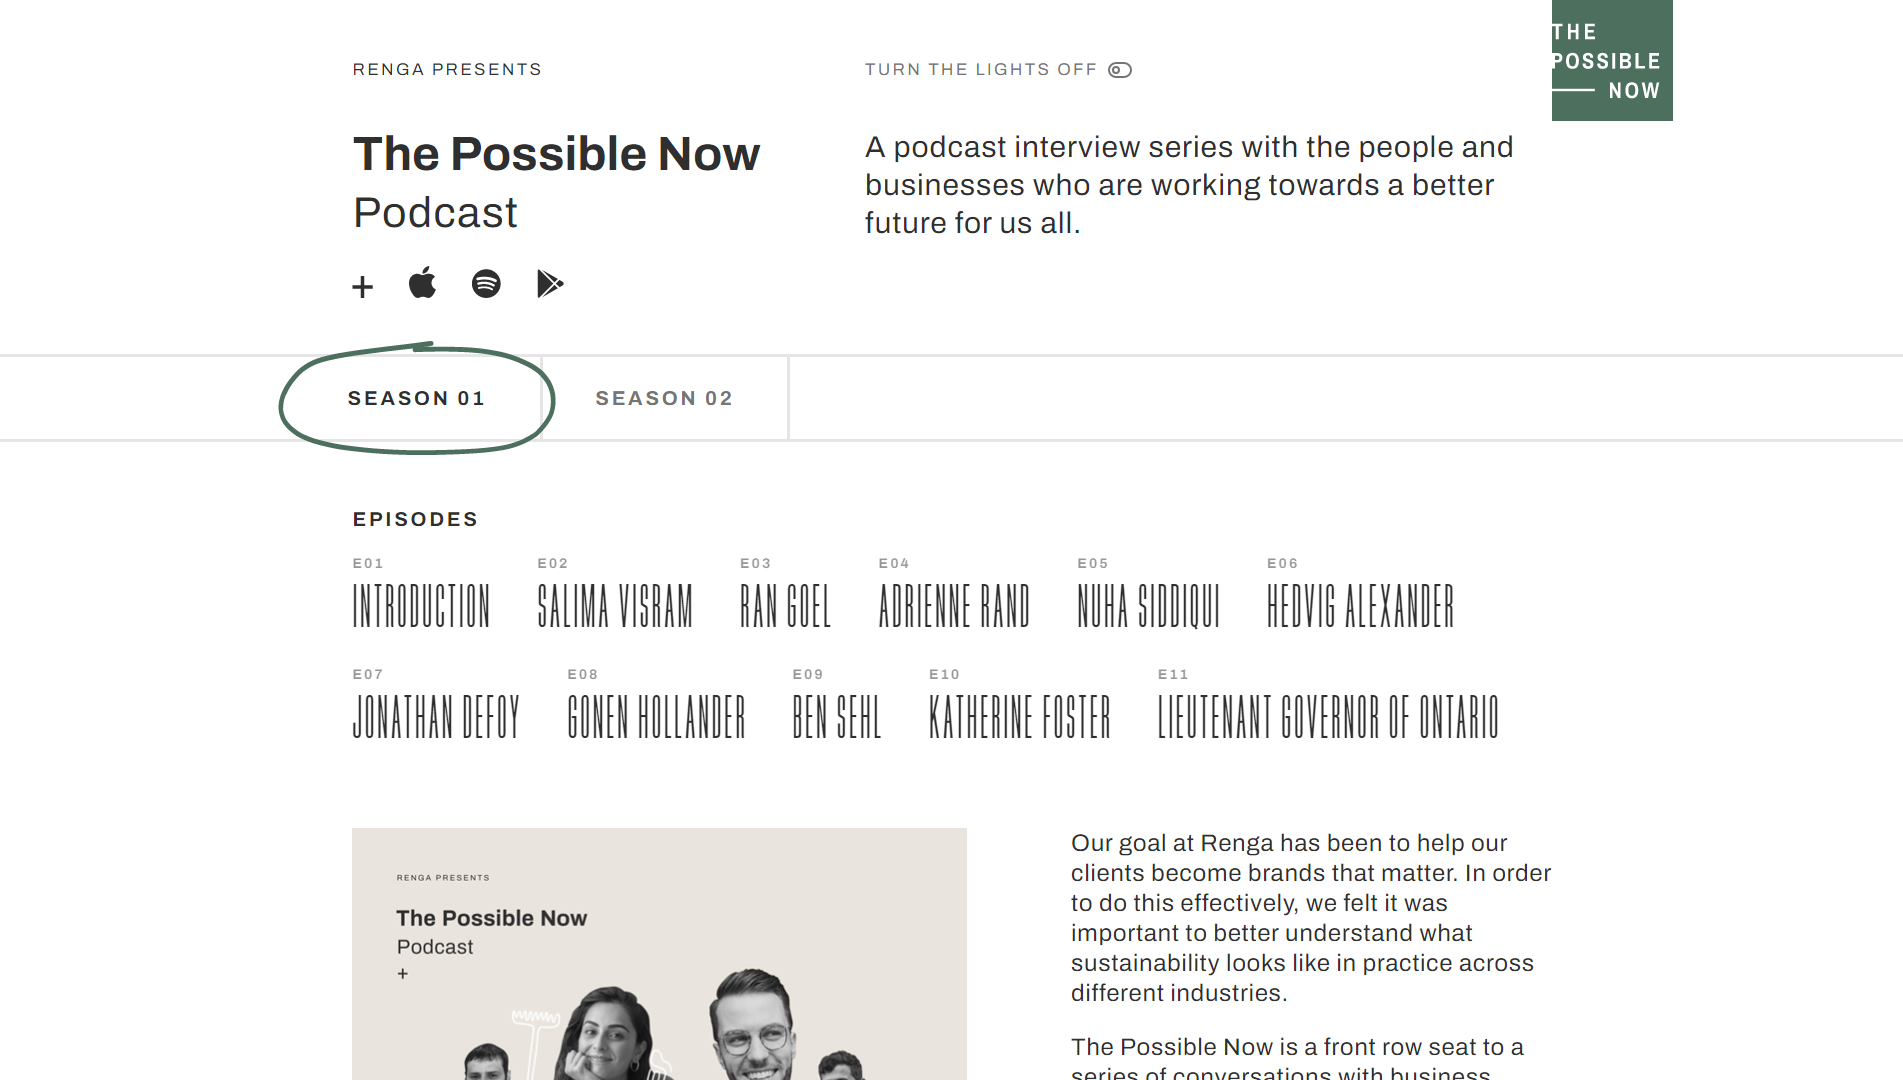 RENGA PRESENTS
TURN THE LIGHTS OFF
THE
POSSIBLE
NOW
The Possible Now
Podcast
A podcast interview series with the people and
businesses who are working towards a better
future for us all.
SEASON 01
SEASON 02
EPISODES
E01
INTRODUCTION
E02
SALIMA VISRAM
E03
RAN GOEL
E04
ADRIENNE RAND
E05
NUHA SIDDIQUI
E06
HEDVIG ALEXANDER
E07
JONATHAN DEFOY
E08
GONEN HOLLANDER
E09
BEN SEHL
E10
KATHERINE FOSTER
E11
LIEUTENANT GOVERNOR OF ONTARIO
RENGA PRESENTS
The Possible Now
Podcast
+
Our goal at Renga has been to help our
clients become brands that matter. In order
to do this effectively, we felt it was
important to better understand what
sustainability looks like in practice across
different industries.
The Possible Now is a front row seat to a
series of conversations with business